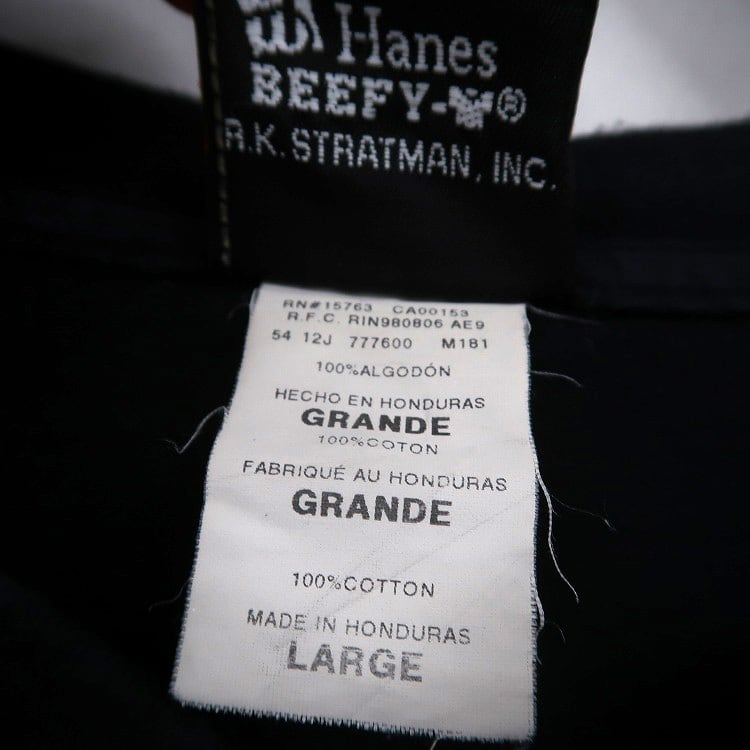 Hanes
BEEFY-T®
R.K. STRATMAN, INC.
RN#15763 CA00153
R.F.C. RIN980806 AE9
54 12J 777600 M181
100%ALGODÓN
HECHO EN HONDURAS
GRANDE
100%COTON
FABRIQUÉ AU HONDURAS
GRANDE
100%COTTON
MADE IN HONDURAS
LARGE